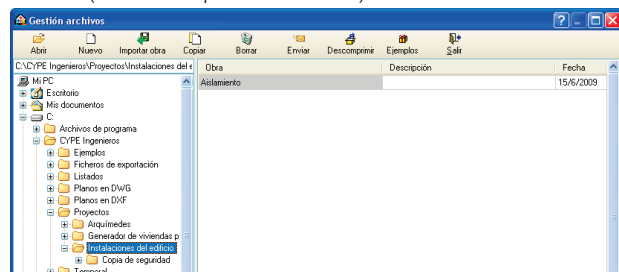 Gestión archivos
Abrir Nuevo Importar obra Copiar Borrar Enviar Descomprimir Ejemplos Salir
C:\CYPE Ingenieros\Proyectos\Instalaciones del e
Obra Descripción Fecha
Mi PC
Aislamiento 15/6/2009
Escritorio
Mis documentos
C:
Archivos de programa
CYPE Ingenieros
Ejemplos
Ficheros de exportación
Listados
Planos en DWG
Planos en DXF
Proyectos
Arquímedes
Generador de viviendas p
Instalaciones del edificio
Copia de seguridad
Temporal